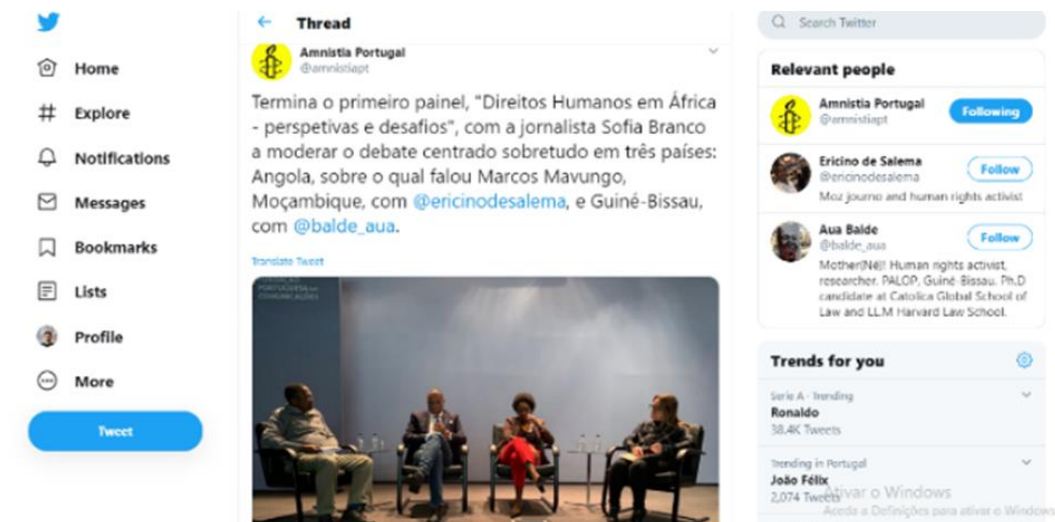 Home
Explore
Notifications
Messages
Bookmarks
Lists
Profile
More
Tweet
Thread
Amnistia Portugal
@amnistiapt
Termina o primeiro painel, "Direitos Humanos em África
- perspetivas e desafios", com a jornalista Sofia Branco
a moderar o debate centrado sobretudo em três países:
Angola, sobre o qual falou Marcos Mavungo,
Moçambique, com @ericinodesalema, e Guiné-Bissau,
com @balde_aua.
Translate Tweet
PORTUGUESA DAS
COMUNICAÇÕES
Search Twitter
Relevant people
Amnistia Portugal
@amnistiapt
Following
Ericino de Salema
@ericinodesalema
Follow
Moz journo and human rights activist
Aua Balde
@balde_aua
Follow
Mother(Né)! Human rights activist,
researcher. PALOP, Guiné-Bissau. Ph.D
candidate at Catolica Global School of
Law and LL.M Harvard Law School.
Trends for you
Serie A · Trending
Ronaldo
38.4K Tweets
Trending in Portugal
João Félix
2,074 Tweets
Ativar o Windows
Aceda a Definições para ativar o Windows